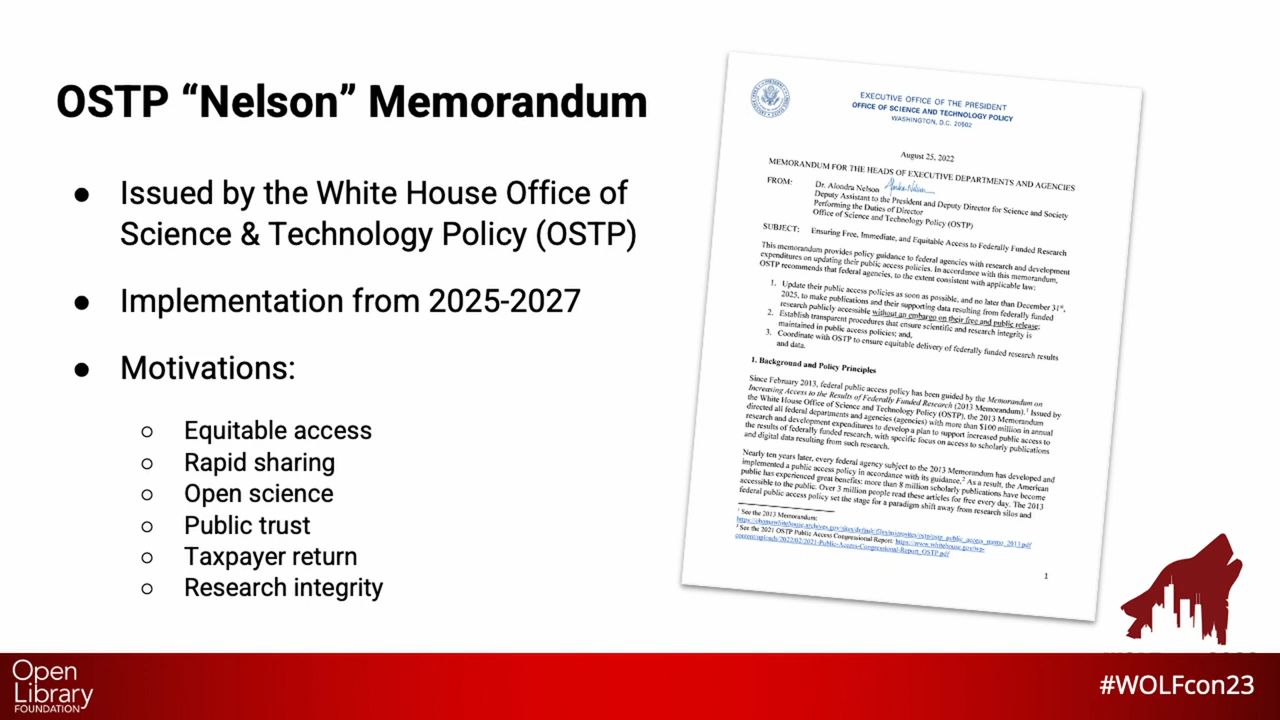 OSTP “Nelson” Memorandum
● Issued by the White House Office of
Science & Technology Policy (OSTP)
● Implementation from 2025-2027
● Motivations:
○ Equitable access
○ Rapid sharing
○ Open science
○ Public trust
○ Taxpayer return
○ Research integrity
EXECUTIVE OFFICE OF THE PRESIDENT
OFFICE OF SCIENCE AND TECHNOLOGY POLICY
WASHINGTON, D.C. 20502
August 25, 2022
MEMORANDUM FOR THE HEADS OF EXECUTIVE DEPARTMENTS AND AGENCIES
FROM: Dr. Alondra Nelson
Deputy Assistant to the President and Deputy Director for Science and Society
Performing the Duties of Director
Office of Science and Technology Policy (OSTP)
SUBJECT: Ensuring Free, Immediate, and Equitable Access to Federally Funded Research
This memorandum provides policy guidance to federal agencies with research and development
expenditures on updating their public access policies. In accordance with this memorandum,
OSTP recommends that federal agencies, to the extent consistent with applicable law:
1. Update their public access policies as soon as possible, and no later than December 31st,
2025, to make publications and their supporting data resulting from federally funded
research publicly accessible without an embargo on their free and public release;
2. Establish transparent procedures that ensure scientific and research integrity is
maintained in public access policies; and,
3. Coordinate with OSTP to ensure equitable delivery of federally funded research results
and data.
1. Background and Policy Principles
Since February 2013, federal public access policy has been guided by the Memorandum on
Increasing Access to the Results of Federally Funded Research (2013 Memorandum).1 Issued by
the White House Office of Science and Technology Policy (OSTP), the 2013 Memorandum
directed all federal departments and agencies (agencies) with more than $100 million in annual
research and development expenditures to develop a plan to support increased public access to
the results of federally funded research, with specific focus on access to scholarly publications
and digital data resulting from such research.
Nearly ten years later, every federal agency subject to the 2013 Memorandum has developed and
implemented a public access policy in accordance with its guidance.2 As a result, the American
public has experienced great benefits: more than 8 million scholarly publications have become
accessible to the public. Over 3 million people read these articles for free every day. The 2013
federal public access policy set the stage for a paradigm shift away from research silos and
1 See the 2013 Memorandum:
https://obamawhitehouse.archives.gov/sites/default/files/microsites/ostp/ostp_public_access_memo_2013.pdf
2 See the 2021 OSTP Public Access Congressional Report: https://www.whitehouse.gov/wp-
content/uploads/2022/02/2021-Public-Access-Congressional-Report_OSTP.pdf
1
Open
Library
FOUNDATION
#WOLFcon23